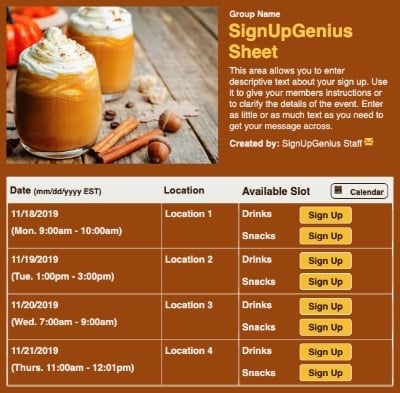 Group Name
SignUpGenius
Sheet
This area allows you to enter
descriptive text about your sign up. Use
it to give your members instructions or
to clarify the details of the event. Enter
as little or as much text as you need to
get your message across.
Created by: SignUpGenius Staff
Date (mm/dd/yyyy EST) Location Available Slot Calendar
11/18/2019 Location 1 Drinks Sign Up
(Mon. 9:00am - 10:00am) Snacks Sign Up
11/19/2019 Location 2 Drinks Sign Up
(Tue. 1:00pm - 3:00pm) Snacks Sign Up
11/20/2019 Location 3 Drinks Sign Up
(Wed. 7:00am - 9:00am) Snacks Sign Up
11/21/2019 Location 4 Drinks Sign Up
(Thurs. 11:00am - 12:01pm) Snacks Sign Up